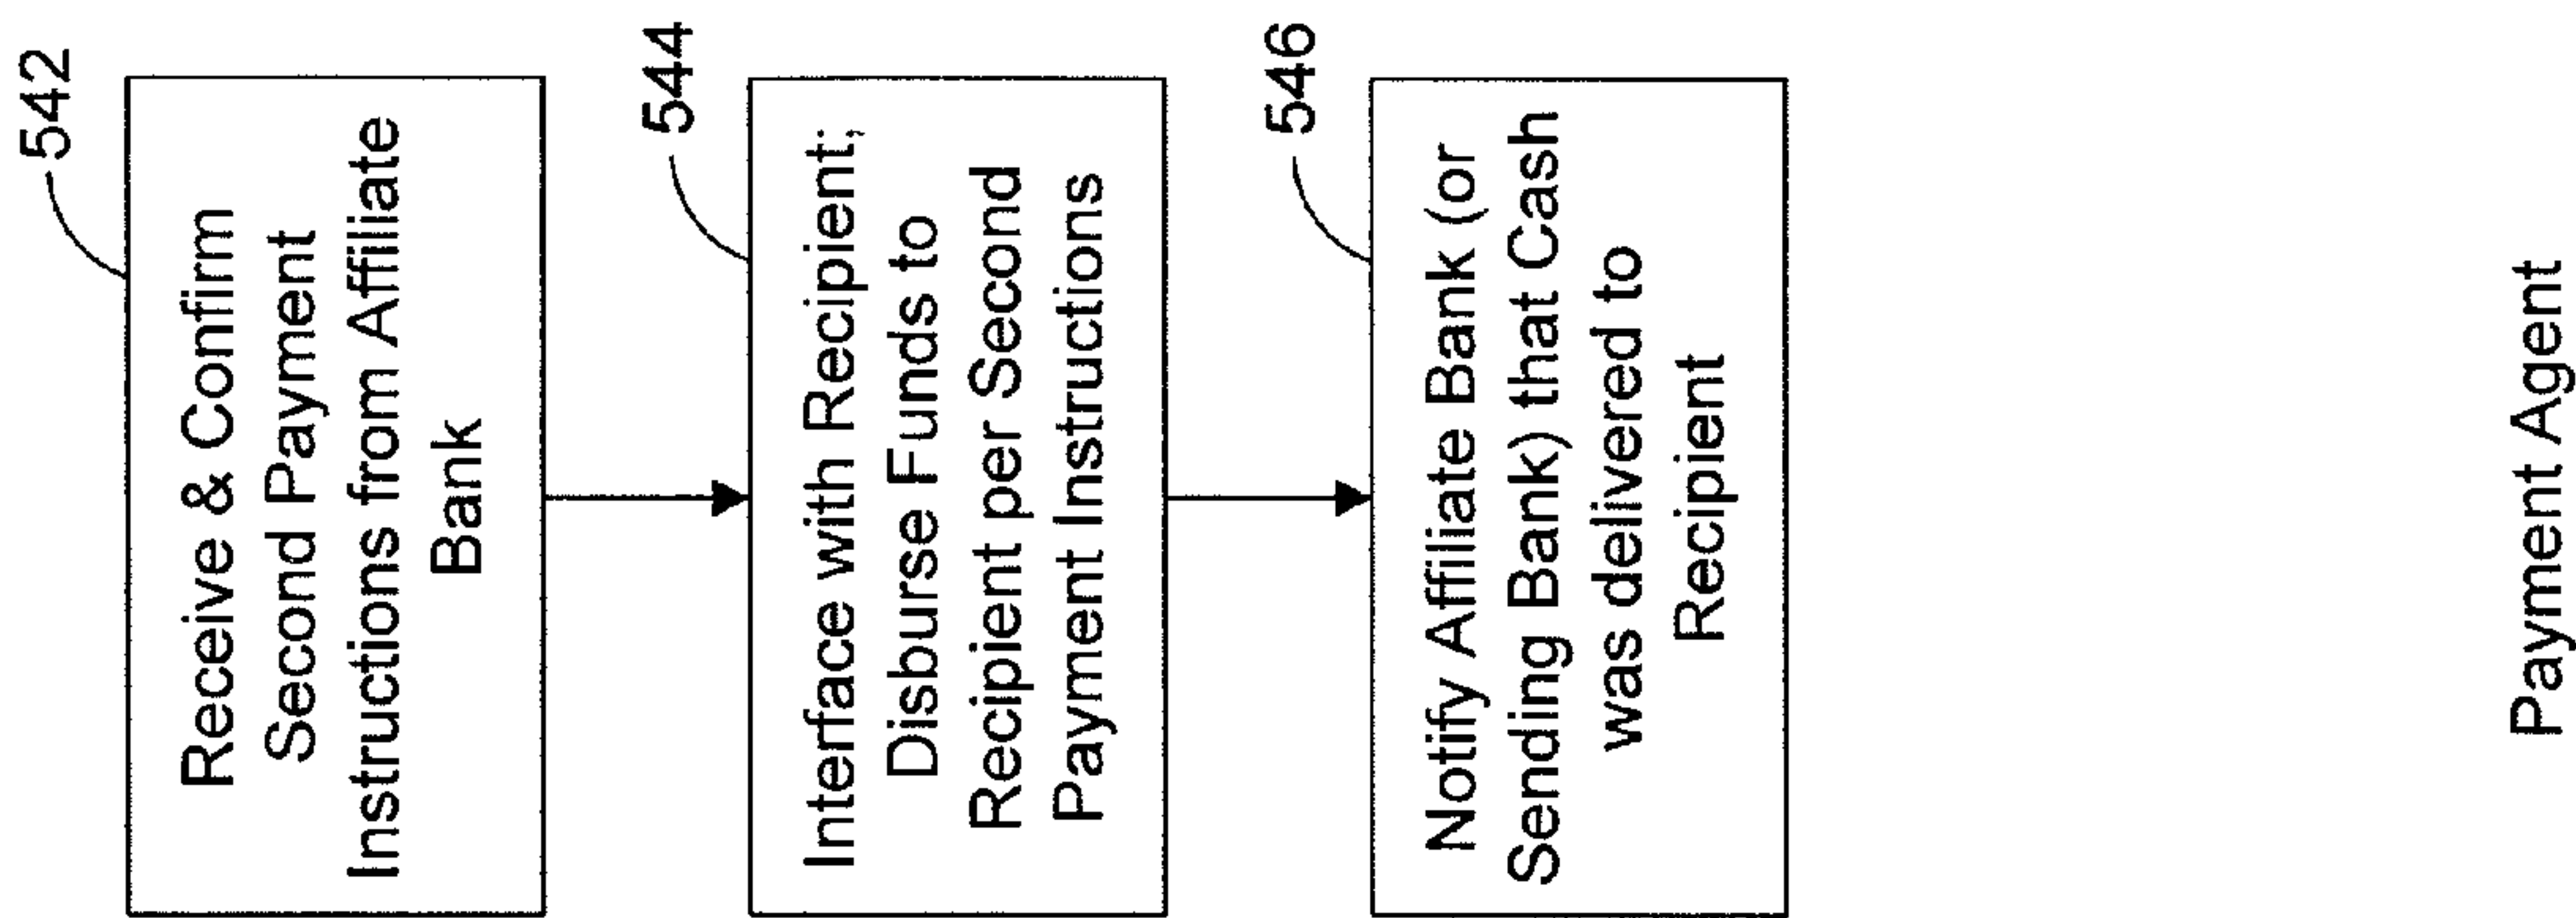 542
Receive & Confirm
Second Payment
Instructions from Affiliate
Bank
544
Interface with Recipient;
Disburse Funds to
Recipient per Second
Payment Instructions
546
Notify Affiliate Bank (or
Sending Bank) that Cash
was delivered to
Recipient
Payment Agent